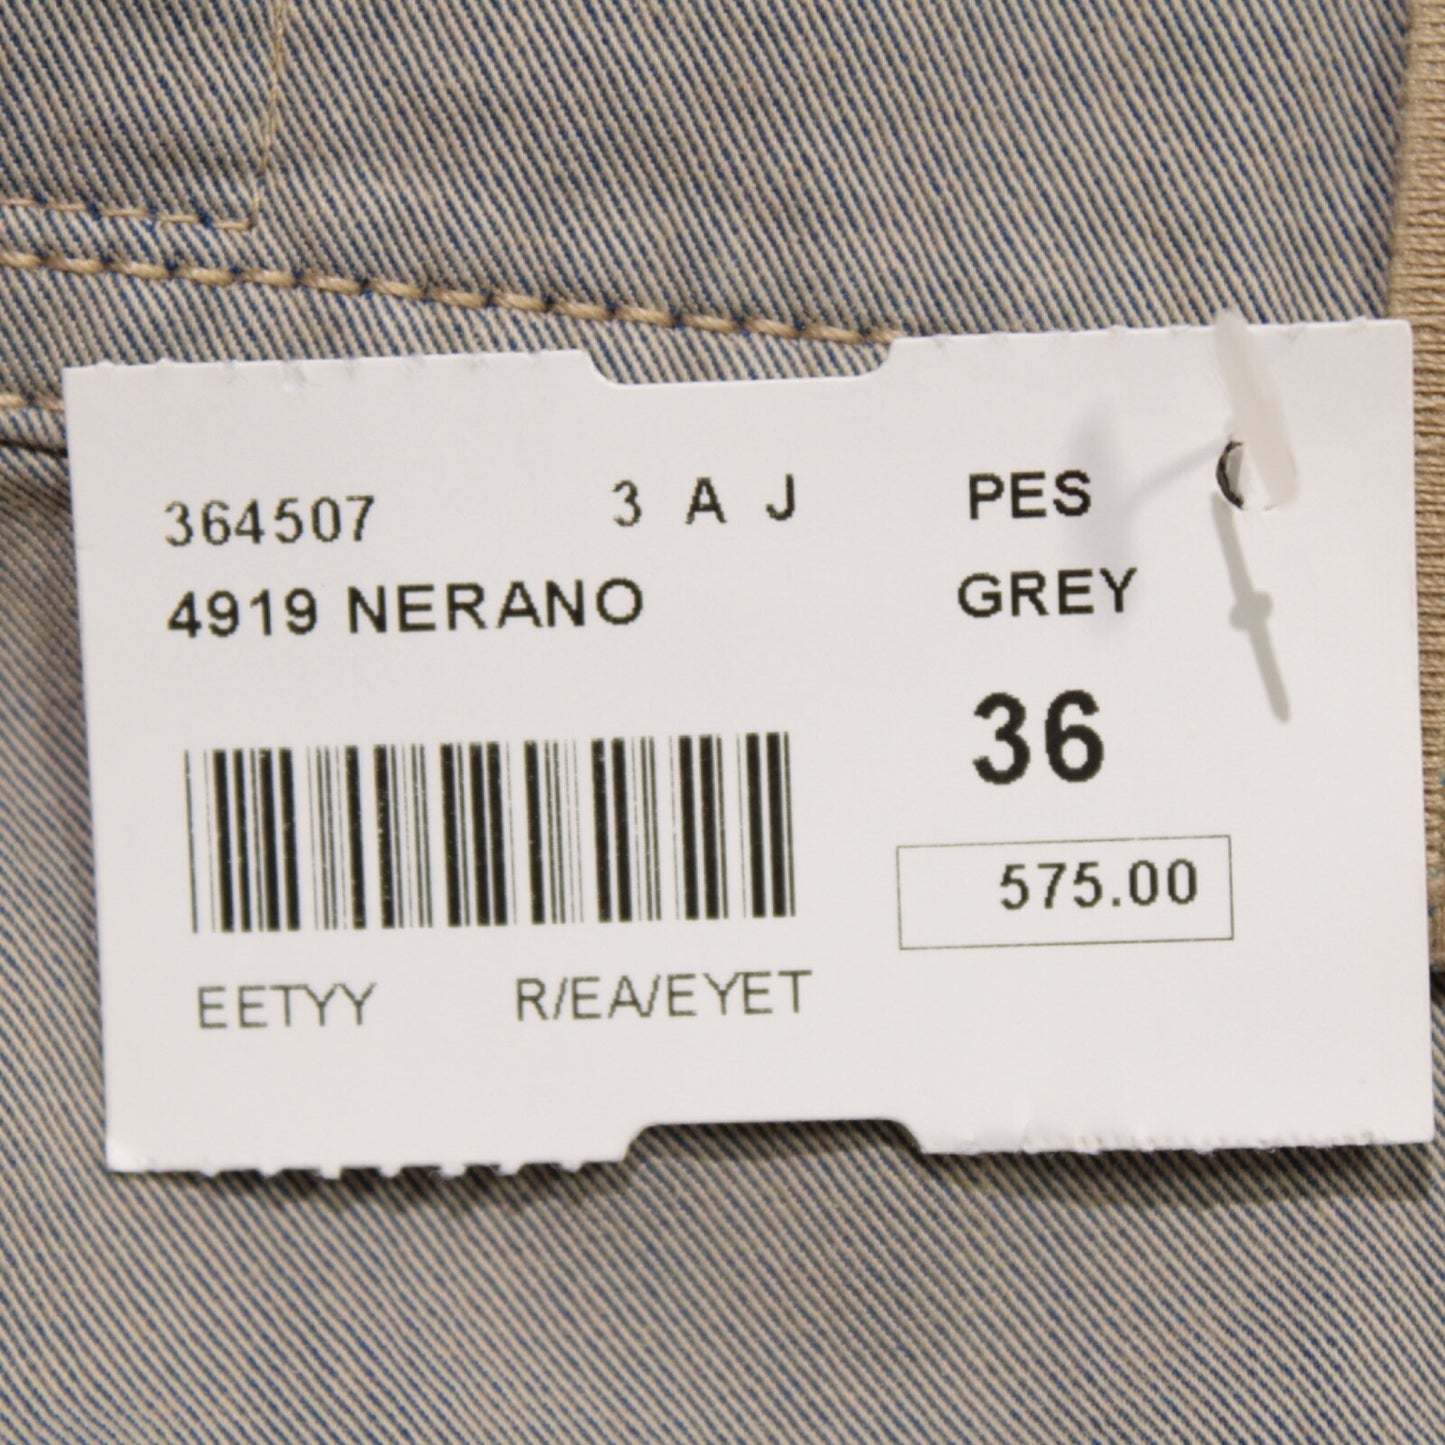 364507 3 A J PES
4919 NERANO GREY
36
575.00
EETYY R/EA/EYET